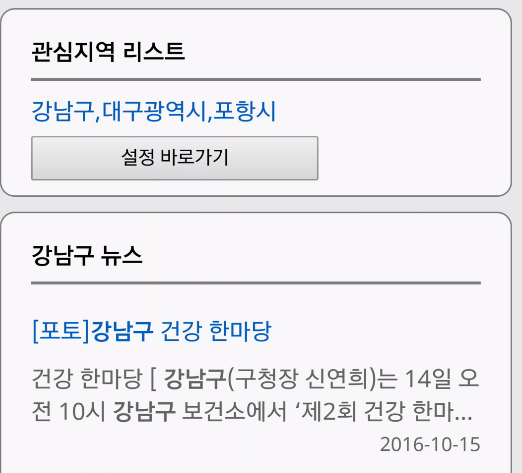 관심지역 리스트
강남구,대구광역시,포항시
설정 바로가기
강남구 뉴스
[포토]강남구 건강 한마당
건강 한마당 [ 강남구(구청장 신연희)는 14일 오
전 10시 강남구 보건소에서 ‘제2회 건강 한마...
2016-10-15